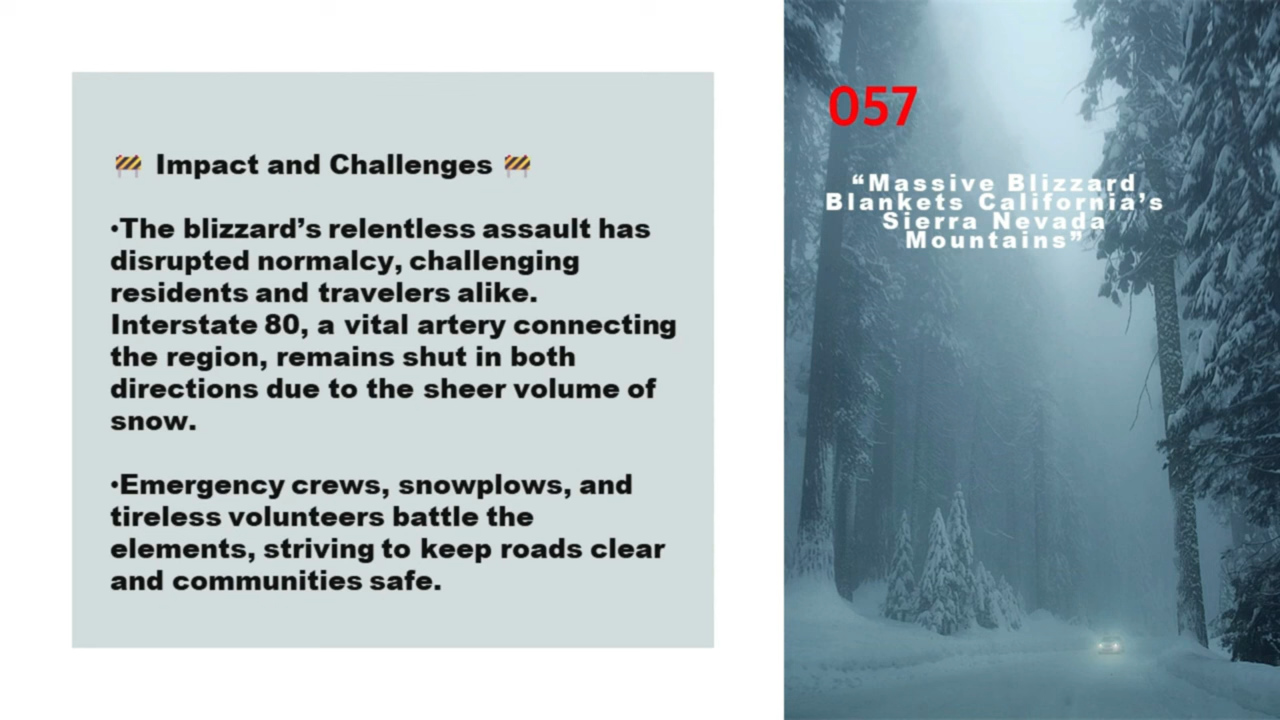 🚧 Impact and Challenges 🚧
•The blizzard’s relentless assault has
disrupted normalcy, challenging
residents and travelers alike.
Interstate 80, a vital artery connecting
the region, remains shut in both
directions due to the sheer volume of
snow.
•Emergency crews, snowplows, and
tireless volunteers battle the
elements, striving to keep roads clear
and communities safe.
057
“Massive Blizzard
Blankets California’s
Sierra Nevada
Mountains”